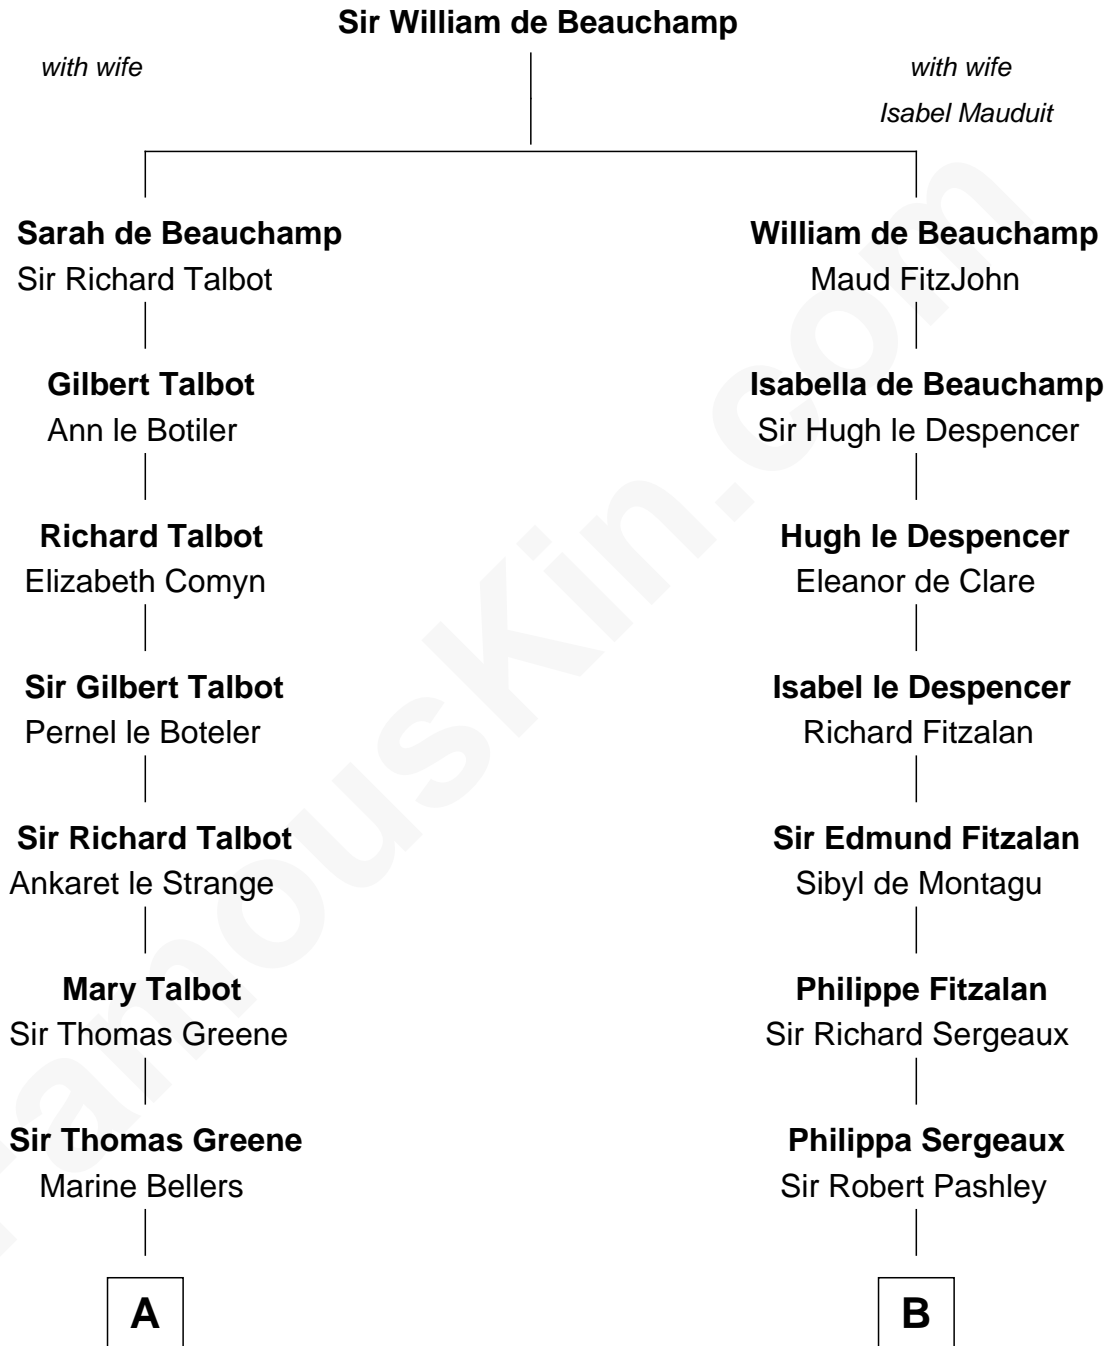 Sir William de Beauchamp
with wife
with wife
Isabel Mauduit
Sarah de Beauchamp
Sir Richard Talbot
William de Beauchamp
Maud FitzJohn
Gilbert Talbot
Ann le Botiler
Isabella de Beauchamp
Sir Hugh le Despencer
Richard Talbot
Elizabeth Comyn
Hugh le Despencer
Eleanor de Clare
Sir Gilbert Talbot
Pernel le Boteler
Isabel le Despencer
Richard Fitzalan
Sir Richard Talbot
Ankaret le Strange
Sir Edmund Fitzalan
Sibyl de Montagu
Mary Talbot
Sir Thomas Greene
Philippe Fitzalan
Sir Richard Sergeaux
Sir Thomas Greene
Marine Bellers
Philippa Sergeaux
Sir Robert Pashley
A
B
FamousKin.com